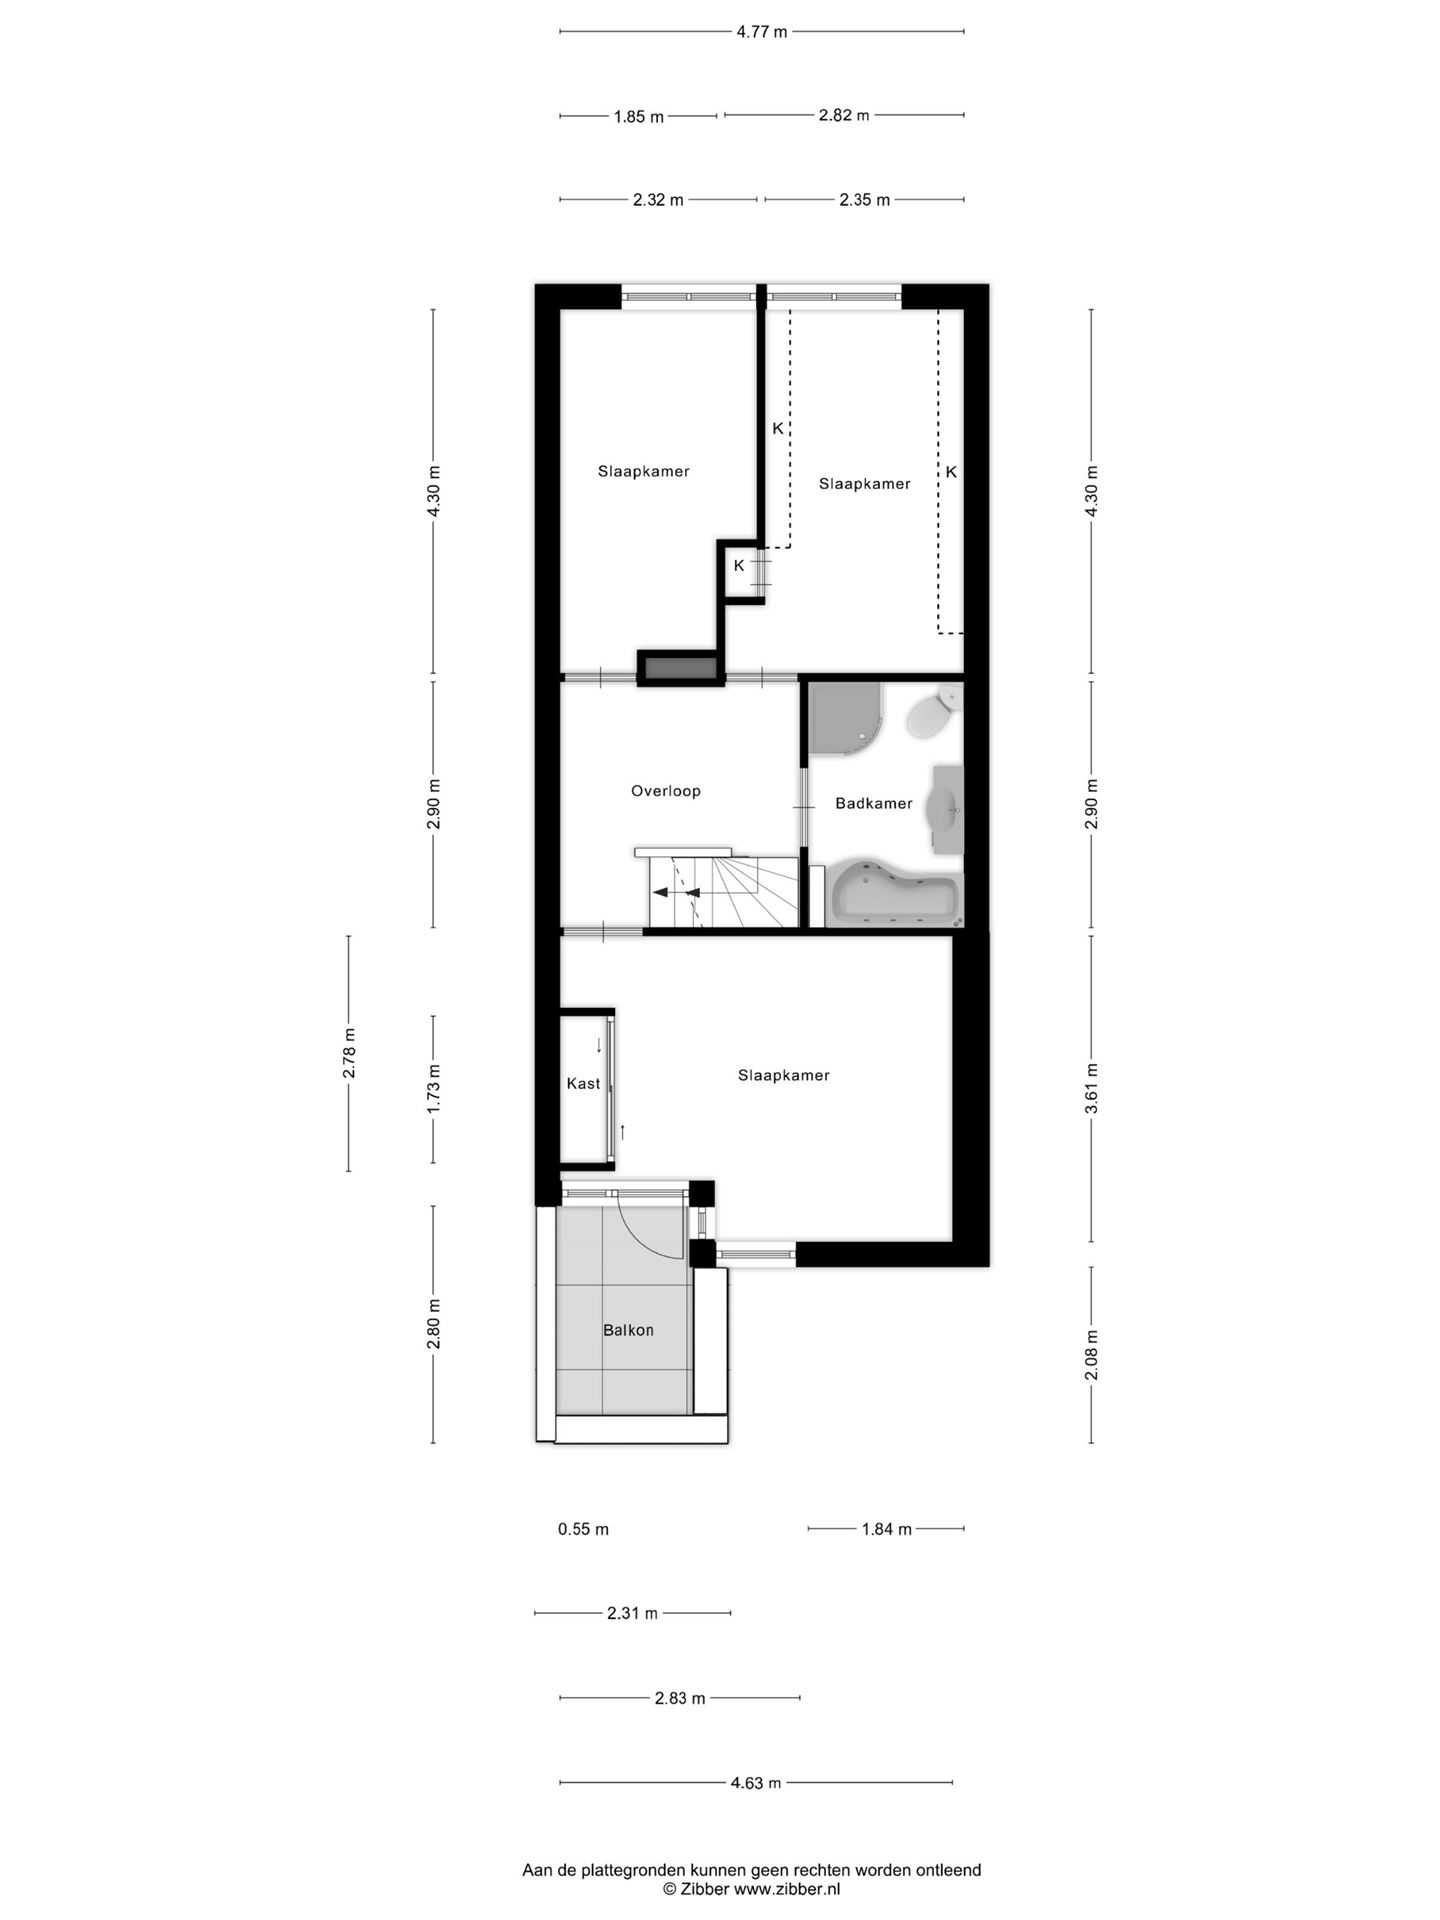 4.77 m
1.85 m
2.82 m
2.32 m
2.35 m
K
Slaapkamer
K
Slaapkamer
4.30 m
4.30 m
K
Overloop
Badkamer
2.90 m
2.90 m
2.78 m
1.73 m
Kast
Slaapkamer
3.61 m
2.80 m
Balkon
2.08 m
0.55 m
1.84 m
2.31 m
2.83 m
4.63 m
Aan de plattegronden kunnen geen rechten worden ontleend
© Zibber www.zibber.nl